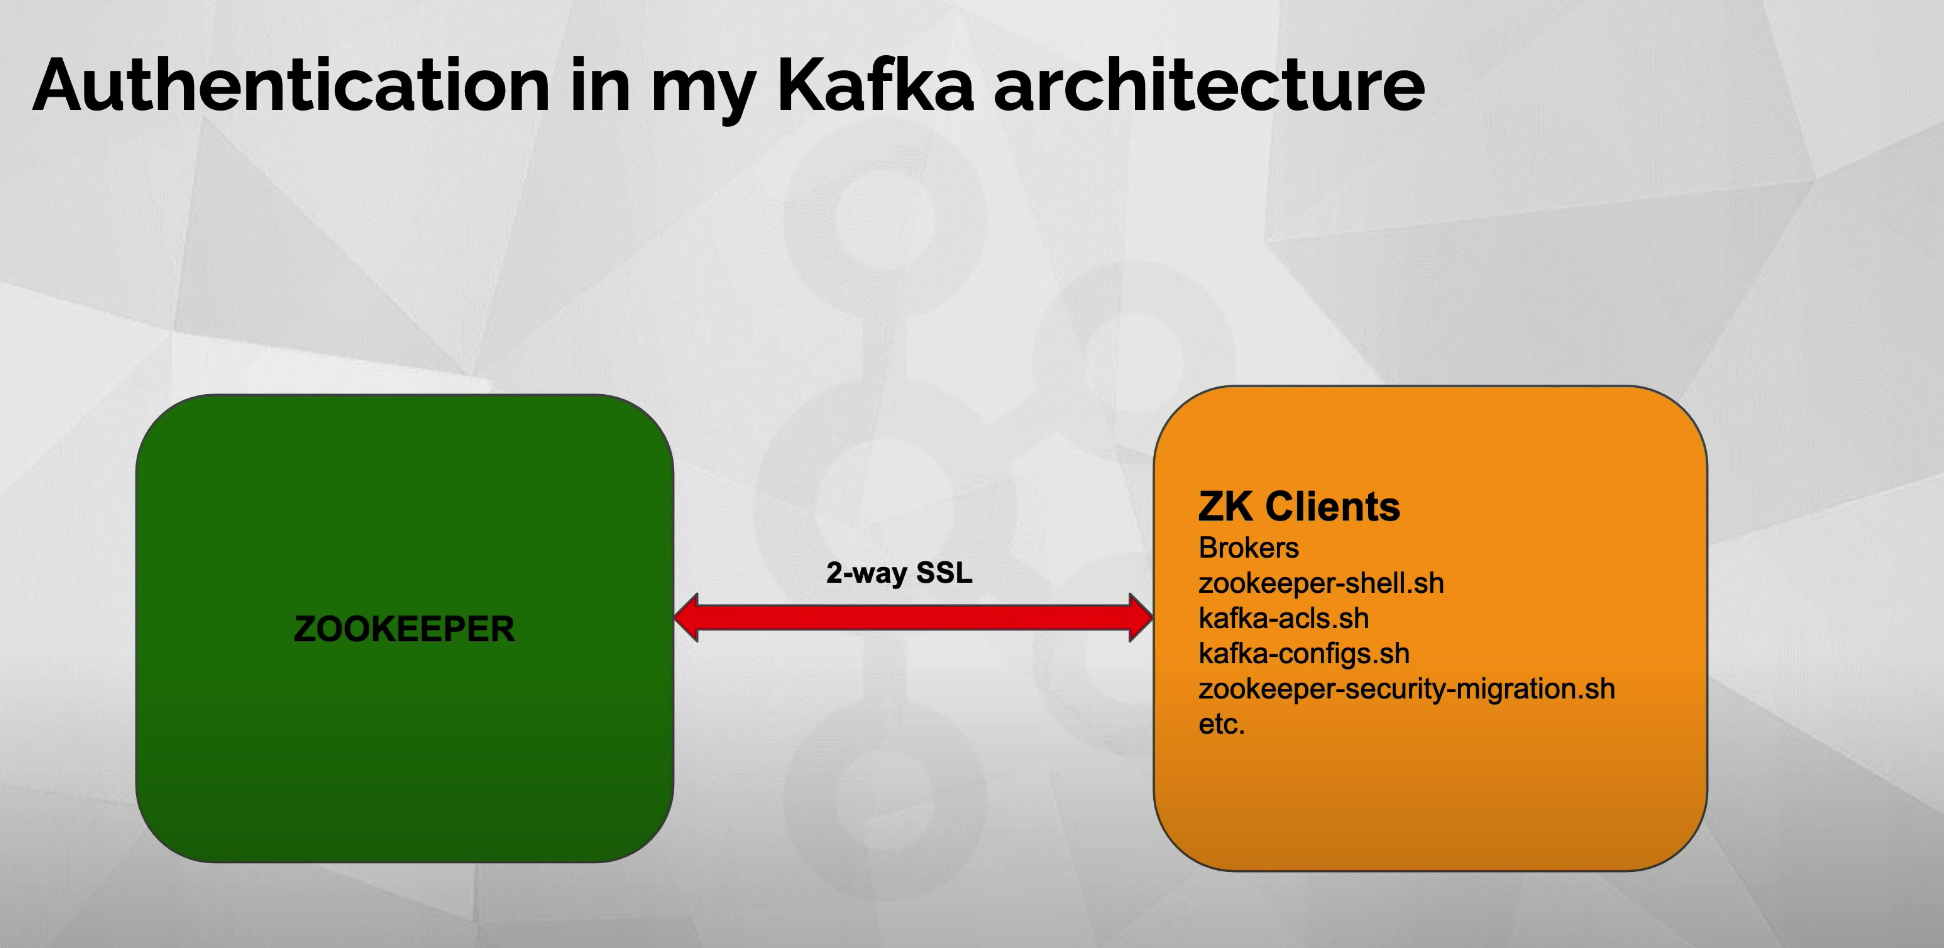 Authentication in my Kafka architecture
ZOOKEEPER
2-way SSL
ZK Clients
Brokers
zookeeper-shell.sh
kafka-acls.sh
kafka-configs.sh
zookeeper-security-migration.sh
etc.